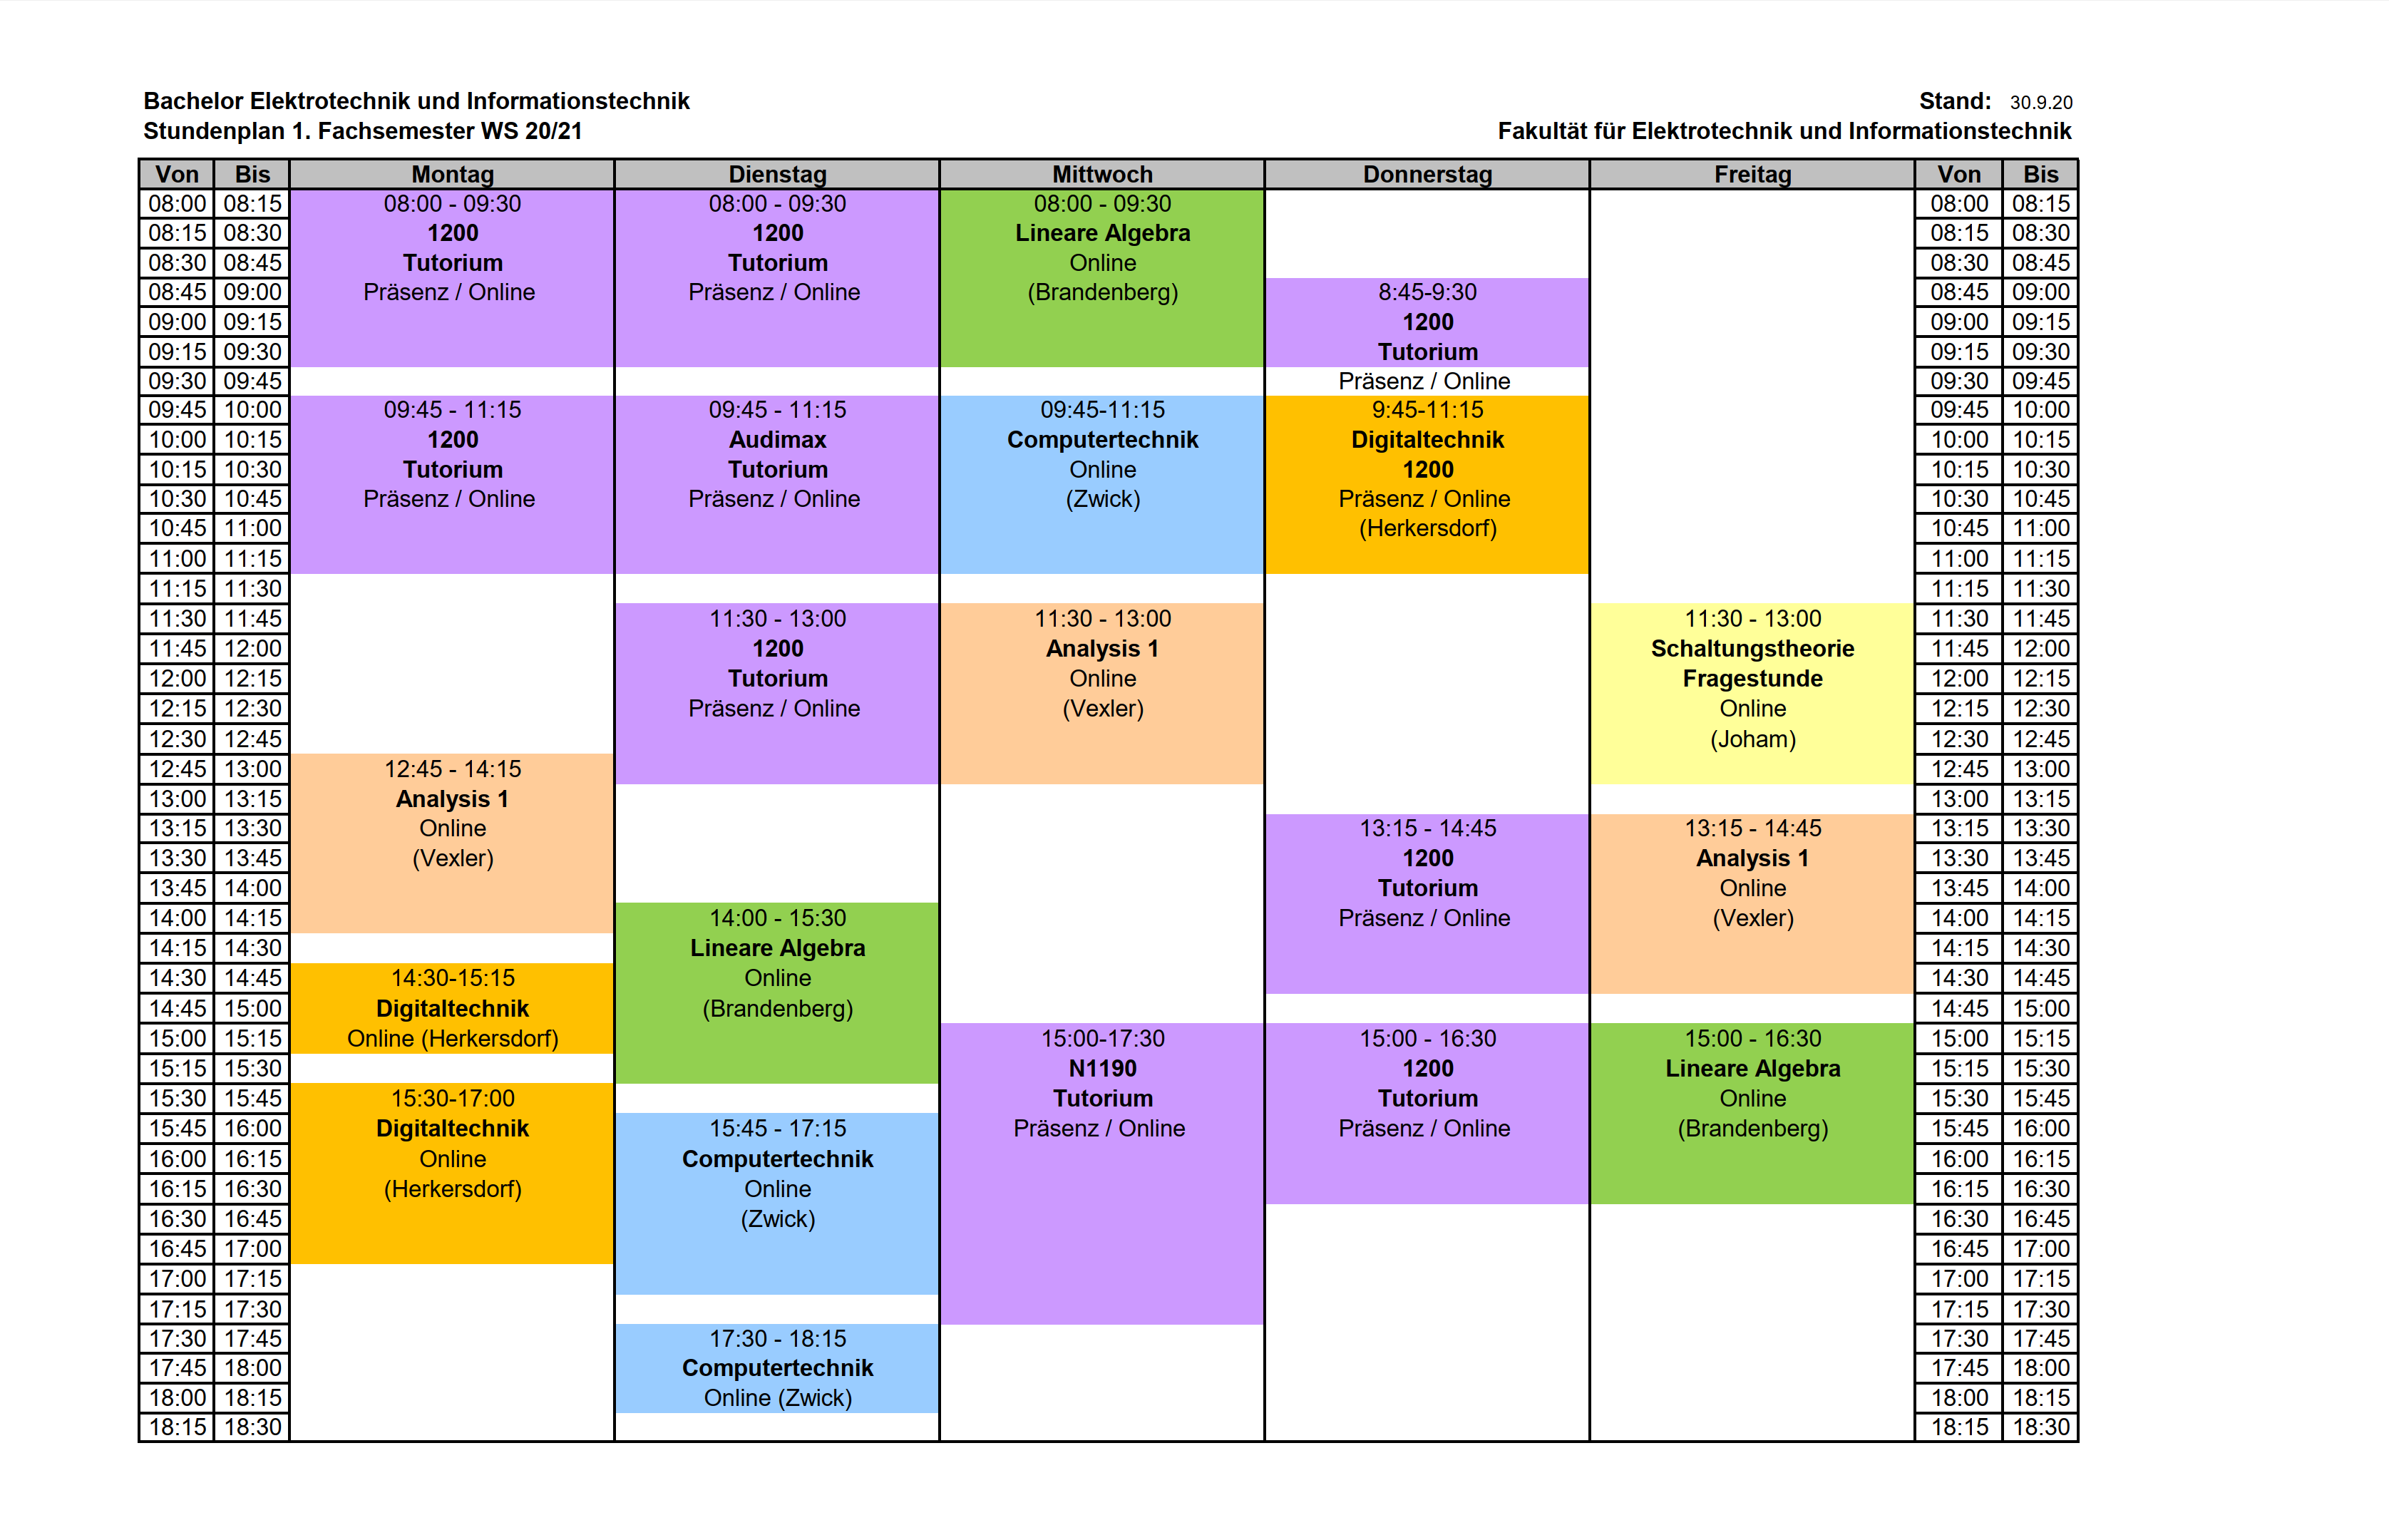 Bachelor Elektrotechnik und Informationstechnik
Stand: 30.9.20
Stundenplan 1. Fachsemester WS 20/21
Fakultät für Elektrotechnik und Informationstechnik
Von Bis Montag Dienstag Mittwoch Donnerstag Freitag Von Bis
08:00 08:15 08:00 - 09:30 08:00 - 09:30 08:00 - 09:30 08:00 08:15
08:15 08:30 1200 1200 Lineare Algebra 08:15 08:30
08:30 08:45 Tutorium Tutorium Online 08:30 08:45
08:45 09:00 Präsenz / Online Präsenz / Online (Brandenberg) 8:45-9:30 08:45 09:00
09:00 09:15 1200 09:00 09:15
09:15 09:30 Tutorium 09:15 09:30
09:30 09:45 Präsenz / Online 09:30 09:45
09:45 10:00 09:45 - 11:15 09:45 - 11:15 09:45-11:15 9:45-11:15 09:45 10:00
10:00 10:15 1200 Audimax Computertechnik Digitaltechnik 10:00 10:15
10:15 10:30 Tutorium Tutorium Online 1200 10:15 10:30
10:30 10:45 Präsenz / Online Präsenz / Online (Zwick) Präsenz / Online 10:30 10:45
10:45 11:00 (Herkersdorf) 10:45 11:00
11:00 11:15 11:00 11:15
11:15 11:30 11:15 11:30
11:30 11:45 11:30 - 13:00 11:30 - 13:00 11:30 - 13:00 11:30 11:45
11:45 12:00 1200 Analysis 1 Schaltungstheorie 11:45 12:00
12:00 12:15 Tutorium Online Fragestunde 12:00 12:15
12:15 12:30 Präsenz / Online (Vexler) Online 12:15 12:30
12:30 12:45 (Joham) 12:30 12:45
12:45 13:00 12:45 - 14:15 12:45 13:00
13:00 13:15 Analysis 1 13:00 13:15
13:15 13:30 Online 13:15 - 14:45 13:15 - 14:45 13:15 13:30
13:30 13:45 (Vexler) 1200 Analysis 1 13:30 13:45
13:45 14:00 Tutorium Online 13:45 14:00
14:00 14:15 14:00 - 15:30 Präsenz / Online (Vexler) 14:00 14:15
14:15 14:30 Lineare Algebra 14:15 14:30
14:30 14:45 14:30-15:15 Online 14:30 14:45
14:45 15:00 Digitaltechnik (Brandenberg) 14:45 15:00
15:00 15:15 Online (Herkersdorf) 15:00-17:30 15:00 - 16:30 15:00 - 16:30 15:00 15:15
15:15 15:30 N1190 1200 Lineare Algebra 15:15 15:30
15:30 15:45 15:30-17:00 Tutorium Tutorium Online 15:30 15:45
15:45 16:00 Digitaltechnik 15:45 - 17:15 Präsenz / Online Präsenz / Online (Brandenberg) 15:45 16:00
16:00 16:15 Online Computertechnik 16:00 16:15
16:15 16:30 (Herkersdorf) Online 16:15 16:30
16:30 16:45 (Zwick) 16:30 16:45
16:45 17:00 16:45 17:00
17:00 17:15 17:00 17:15
17:15 17:30 17:15 17:30
17:30 17:45 17:30 - 18:15 17:30 17:45
17:45 18:00 Computertechnik 17:45 18:00
18:00 18:15 Online (Zwick) 18:00 18:15
18:15 18:30 18:15 18:30